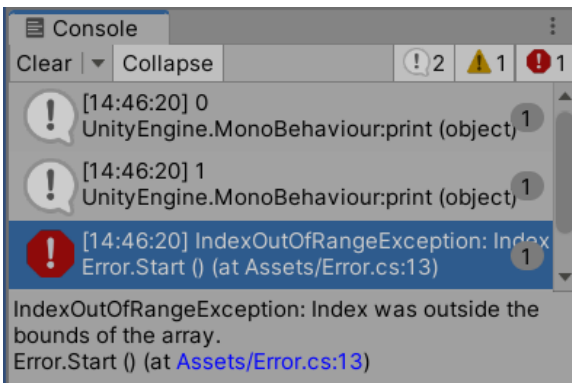 Console
Clear Collapse 2 1 1
[14:46:20] 0
UnityEngine.MonoBehaviour:print (object) 1
[14:46:20] 1
UnityEngine.MonoBehaviour:print (object) 1
[14:46:20] IndexOutOfRangeException: Index
Error.Start () (at Assets/Error.cs:13) 1
IndexOutOfRangeException: Index was outside the
bounds of the array.
Error.Start () (at Assets/Error.cs:13)